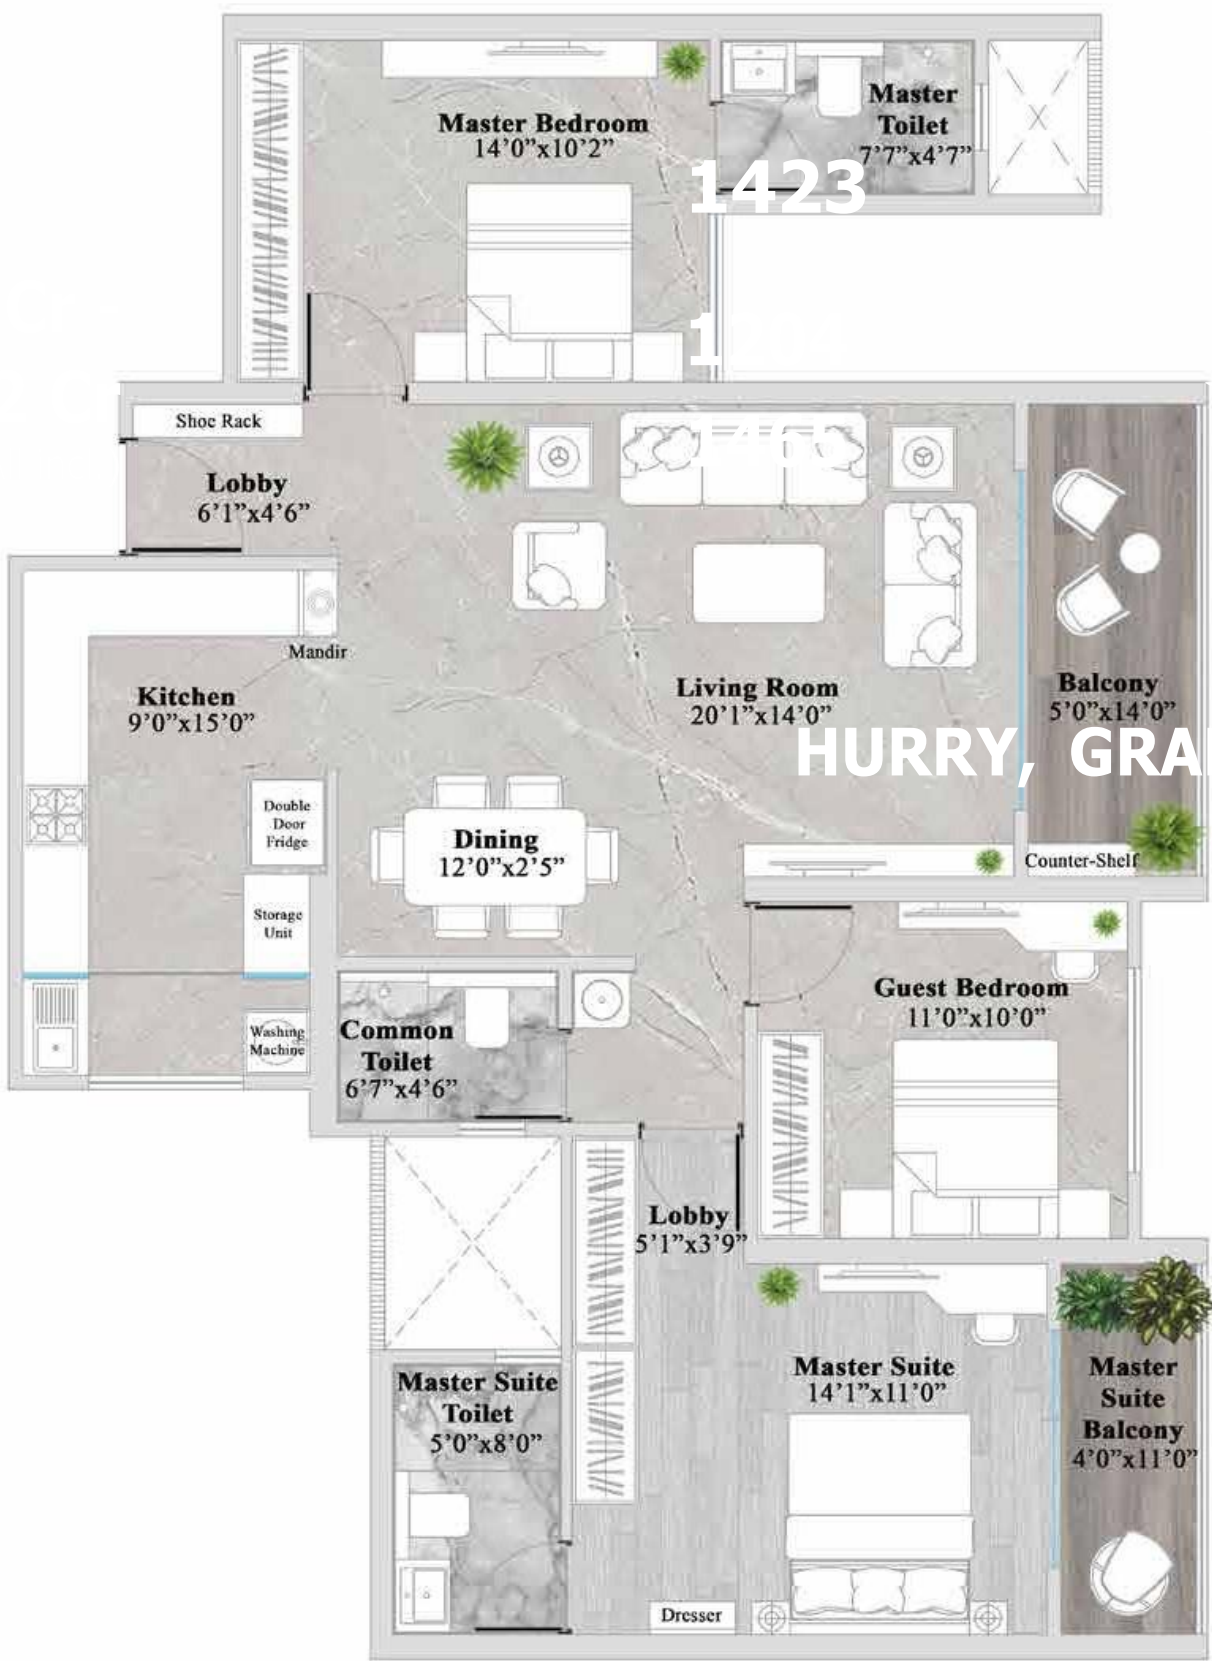 Master Bedroom
14’0”x10’2”
Master
Toilet
7’7”x4’7”
1423
Shoe Rack
1465
Lobby
6’1”x4’6”
Mandir
Kitchen
9’0”x15’0”
Living Room
20’1”x14’0”
Balcony
5’0”x14’0”
HURRY, GRA
Double
Door
Fridge
Dining
12’0”x2’5”
Counter-Shelf
Storage
Unit
Guest Bedroom
11’0”x10’0”
Washing
Machine
Common
Toilet
6’7”x4’6”
Lobby
5’1”x3’9”
Master Suite
14’1”x11’0”
Master
Suite
Balcony
4’0”x11’0”
Master Suite
Toilet
5’0”x8’0”
Dresser